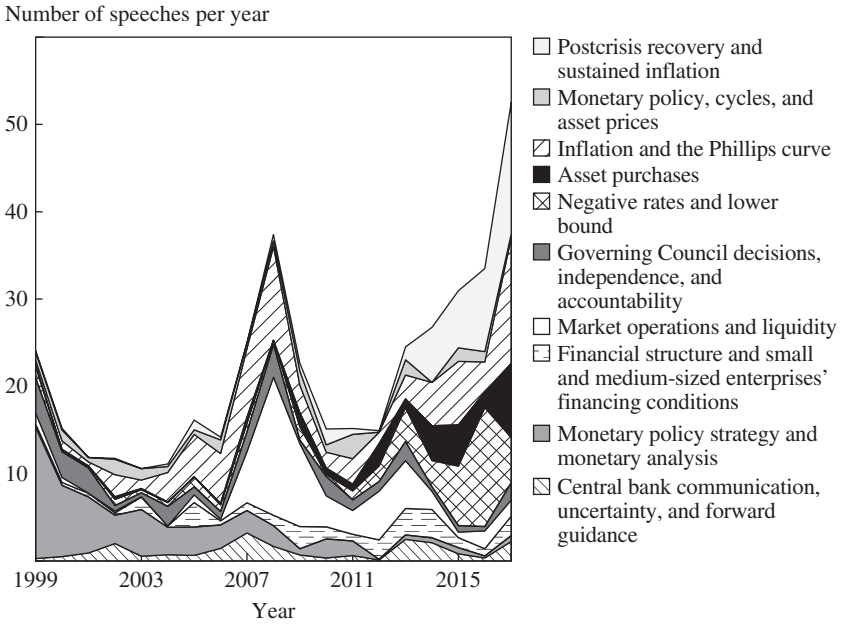 Number of speeches per year
50
40
30
20
10
1999 2003 2007 2011 2015
Year
Postcrisis recovery and
sustained inflation
Monetary policy, cycles, and
asset prices
Inflation and the Phillips curve
Asset purchases
Negative rates and lower
bound
Governing Council decisions,
independence, and
accountability
Market operations and liquidity
Financial structure and small
and medium-sized enterprises’
financing conditions
Monetary policy strategy and
monetary analysis
Central bank communication,
uncertainty, and forward
guidance